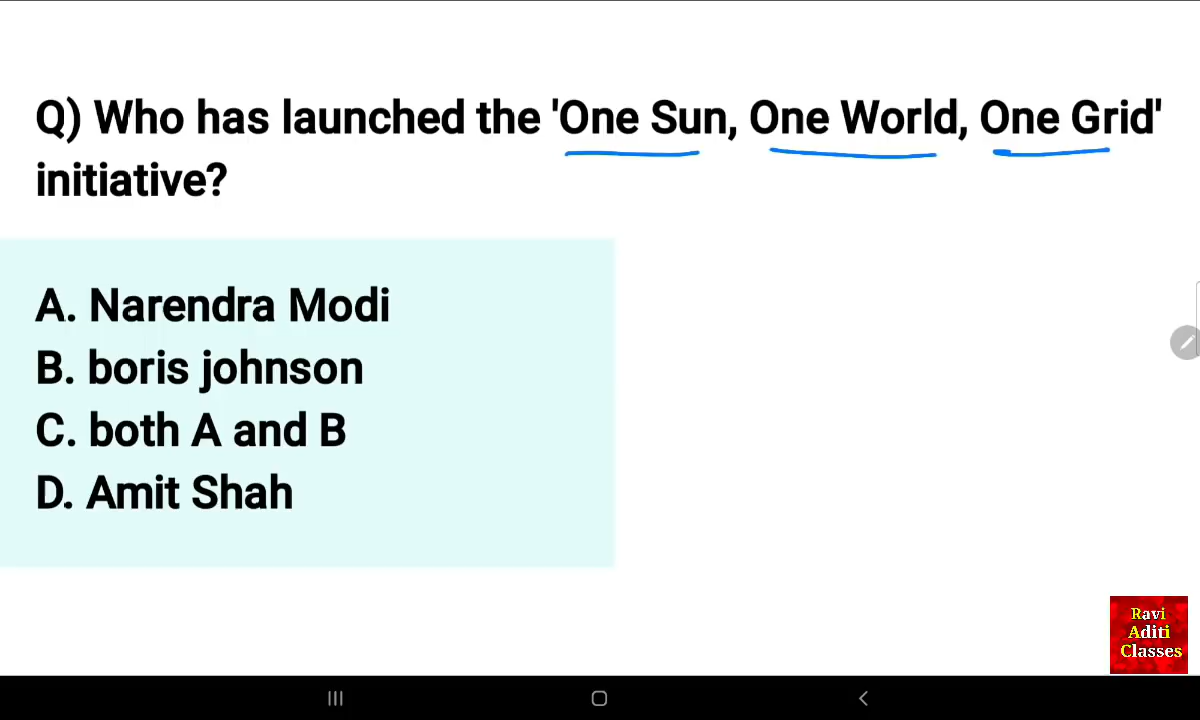 Q) Who has launched the 'One Sun, One World, One Grid'
initiative?
A. Narendra Modi
B. boris johnson
C. both A and B
D. Amit Shah
Ravi
Aditi
Classes